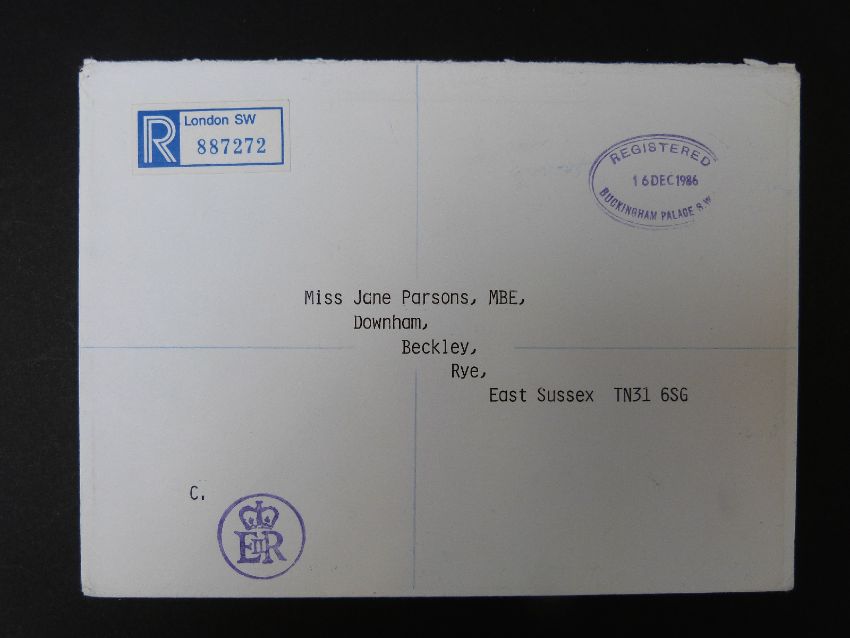 R
London SW
887272
REGISTERED
16 DEC 1986
BUCKINGHAM PALACE S.W
Miss Jane Parsons, MBE,
Downham,
Beckley,
Rye,
East Sussex TN31 6SG
C.
EIIR